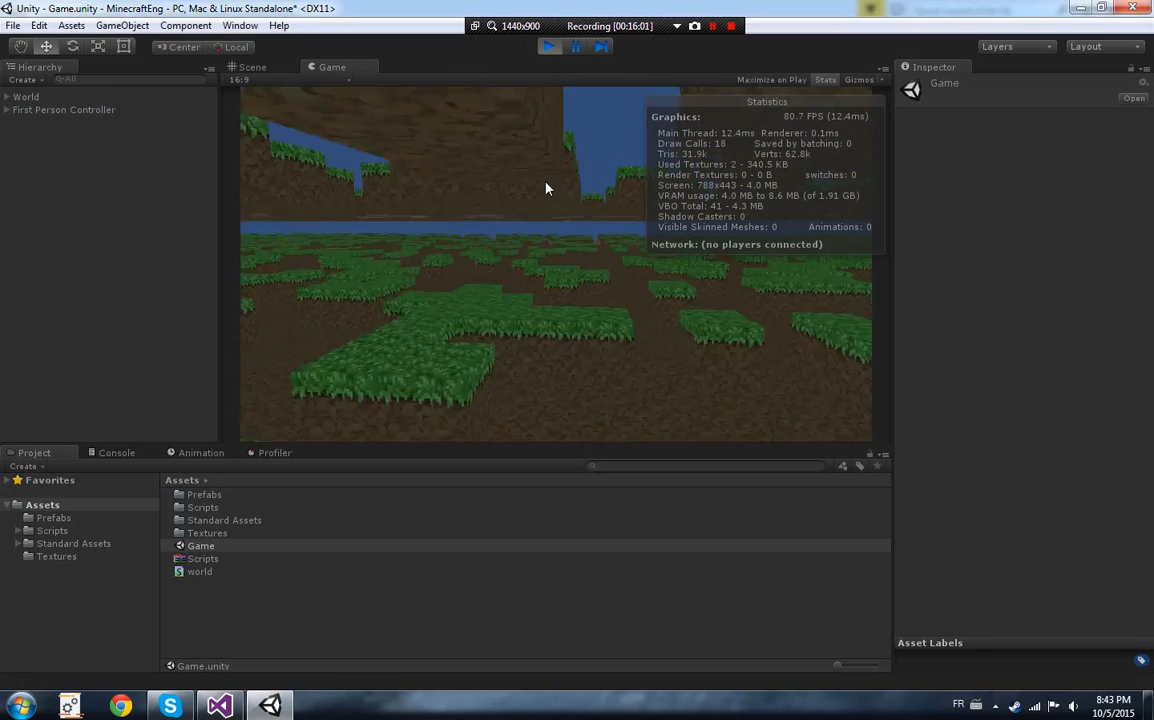 Unity - Game.unity - MinecraftEng - PC, Mac & Linux Standalone* <DX11>
File Edit Assets GameObject Component Window Help
1440x900 Recording [00:16:01]
Center Local
Layers Layout
Hierarchy
Create All
World
First Person Controller
Scene Game
16:9 Maximize on Play Stats Gizmos
Statistics
Graphics: 80.7 FPS (12.4ms)
Main Thread: 12.4ms Renderer: 0.1ms
Draw Calls: 18 Saved by batching: 0
Tris: 31.9k Verts: 62.8k
Used Textures: 2 - 340.5 KB
Render Textures: 0 - 0 B switches: 0
Screen: 788x443 - 4.0 MB
VRAM usage: 4.0 MB to 8.6 MB (of 1.91 GB)
VBO Total: 41 - 4.3 MB
Shadow Casters: 0
Visible Skinned Meshes: 0 Animations: 0
Network: (no players connected)
Inspector
Game
Open
Project Console Animation Profiler
Create
Favorites
Assets
Prefabs
Scripts
Standard Assets
Textures
Assets
Prefabs
Scripts
Standard Assets
Textures
Game
Scripts
world
Game.unity
Asset Labels
FR
8:43 PM
10/5/2015